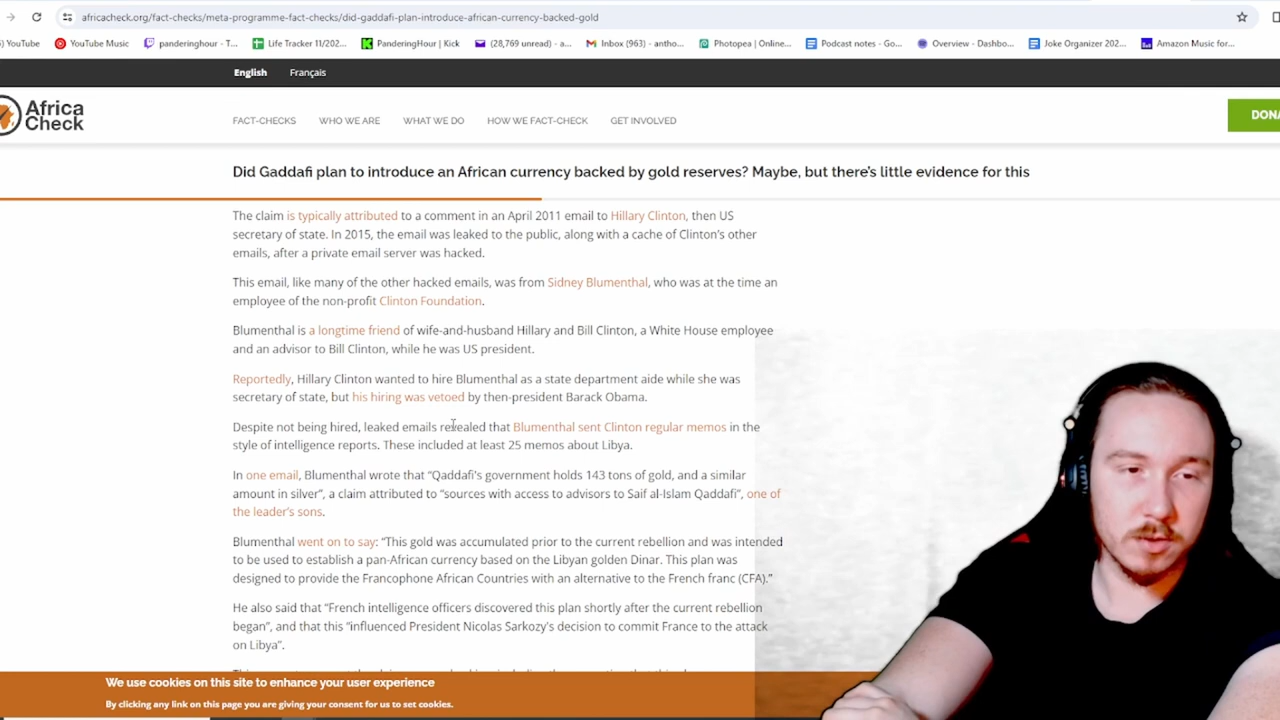 africacheck.org/fact-checks/meta-programme-fact-checks/did-gaddafi-plan-introduce-african-currency-backed-gold
) YouTube YouTube Music panderinghour - T... Life Tracker 11/202... PanderingHour | Kick (28,769 unread) - a... Inbox (963) - antho... Photopea | Online... Podcast notes - Go... Overview - Dashbo... Joke Organizer 202... Amazon Music for...
English Français
Africa
Check
FACT-CHECKS WHO WE ARE WHAT WE DO HOW WE FACT-CHECK GET INVOLVED
DONA
Did Gaddafi plan to introduce an African currency backed by gold reserves? Maybe, but there's little evidence for this
The claim is typically attributed to a comment in an April 2011 email to Hillary Clinton, then US
secretary of state. In 2015, the email was leaked to the public, along with a cache of Clinton's other
emails, after a private email server was hacked.
This email, like many of the other hacked emails, was from Sidney Blumenthal, who was at the time an
employee of the non-profit Clinton Foundation.
Blumenthal is a longtime friend of wife-and-husband Hillary and Bill Clinton, a White House employee
and an advisor to Bill Clinton, while he was US president.
Reportedly, Hillary Clinton wanted to hire Blumenthal as a state department aide while she was
secretary of state, but his hiring was vetoed by then-president Barack Obama.
Despite not being hired, leaked emails revealed that Blumenthal sent Clinton regular memos in the
style of intelligence reports. These included at least 25 memos about Libya.
In one email, Blumenthal wrote that “Qaddafi's government holds 143 tons of gold, and a similar
amount in silver”, a claim attributed to “sources with access to advisors to Saif al-Islam Qaddafi”, one of
the leader's sons.
Blumenthal went on to say: “This gold was accumulated prior to the current rebellion and was intended
to be used to establish a pan-African currency based on the Libyan golden Dinar. This plan was
designed to provide the Francophone African Countries with an alternative to the French franc (CFA).”
He also said that “French intelligence officers discovered this plan shortly after the current rebellion
began”, and that this “influenced President Nicolas Sarkozy's decision to commit France to the attack
on Libya”.
We use cookies on this site to enhance your user experience
By clicking any link on this page you are giving your consent for us to set cookies.